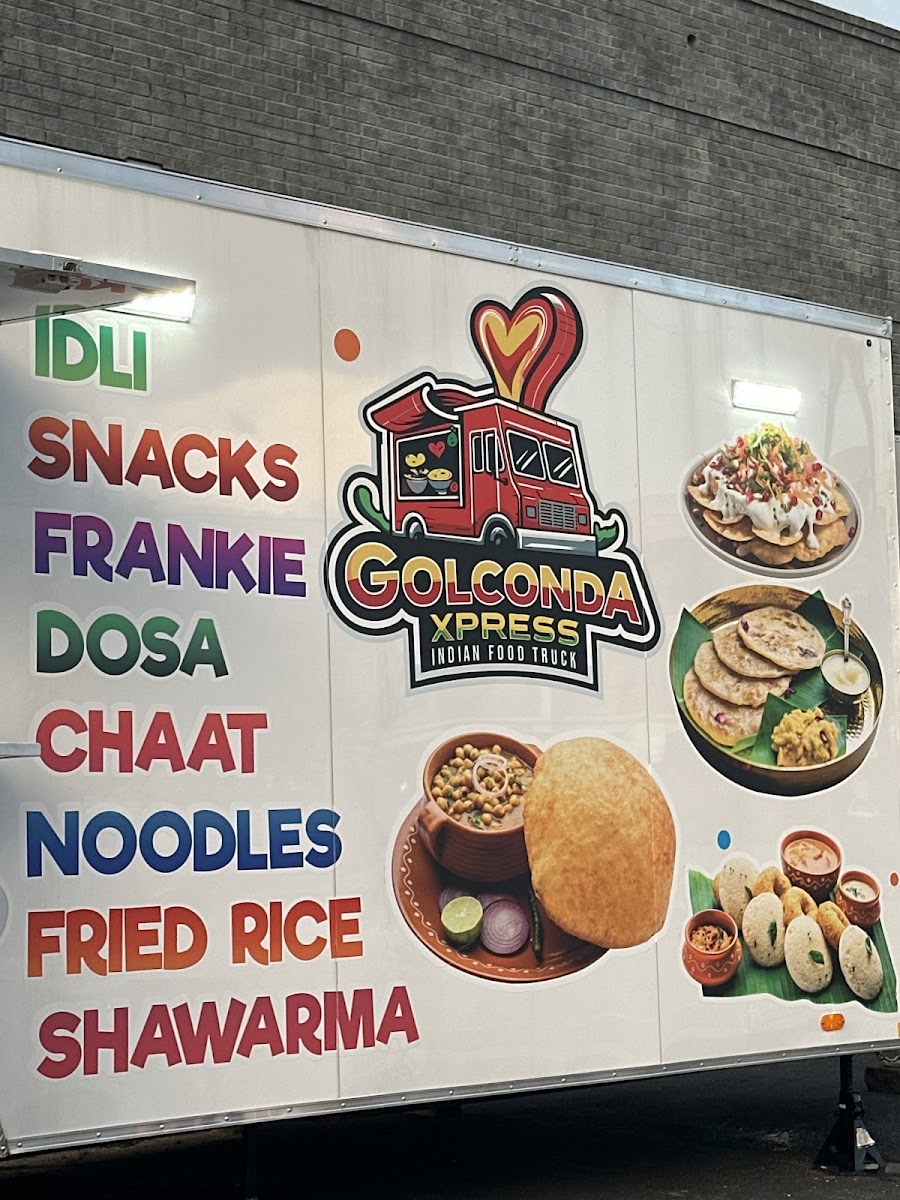 IDLI
SNACKS
FRANKIE
DOSA
CHAAT
NOODLES
FRIED RICE
SHAWARMA
GOLCONDA
XPRESS
INDIAN FOOD TRUCK